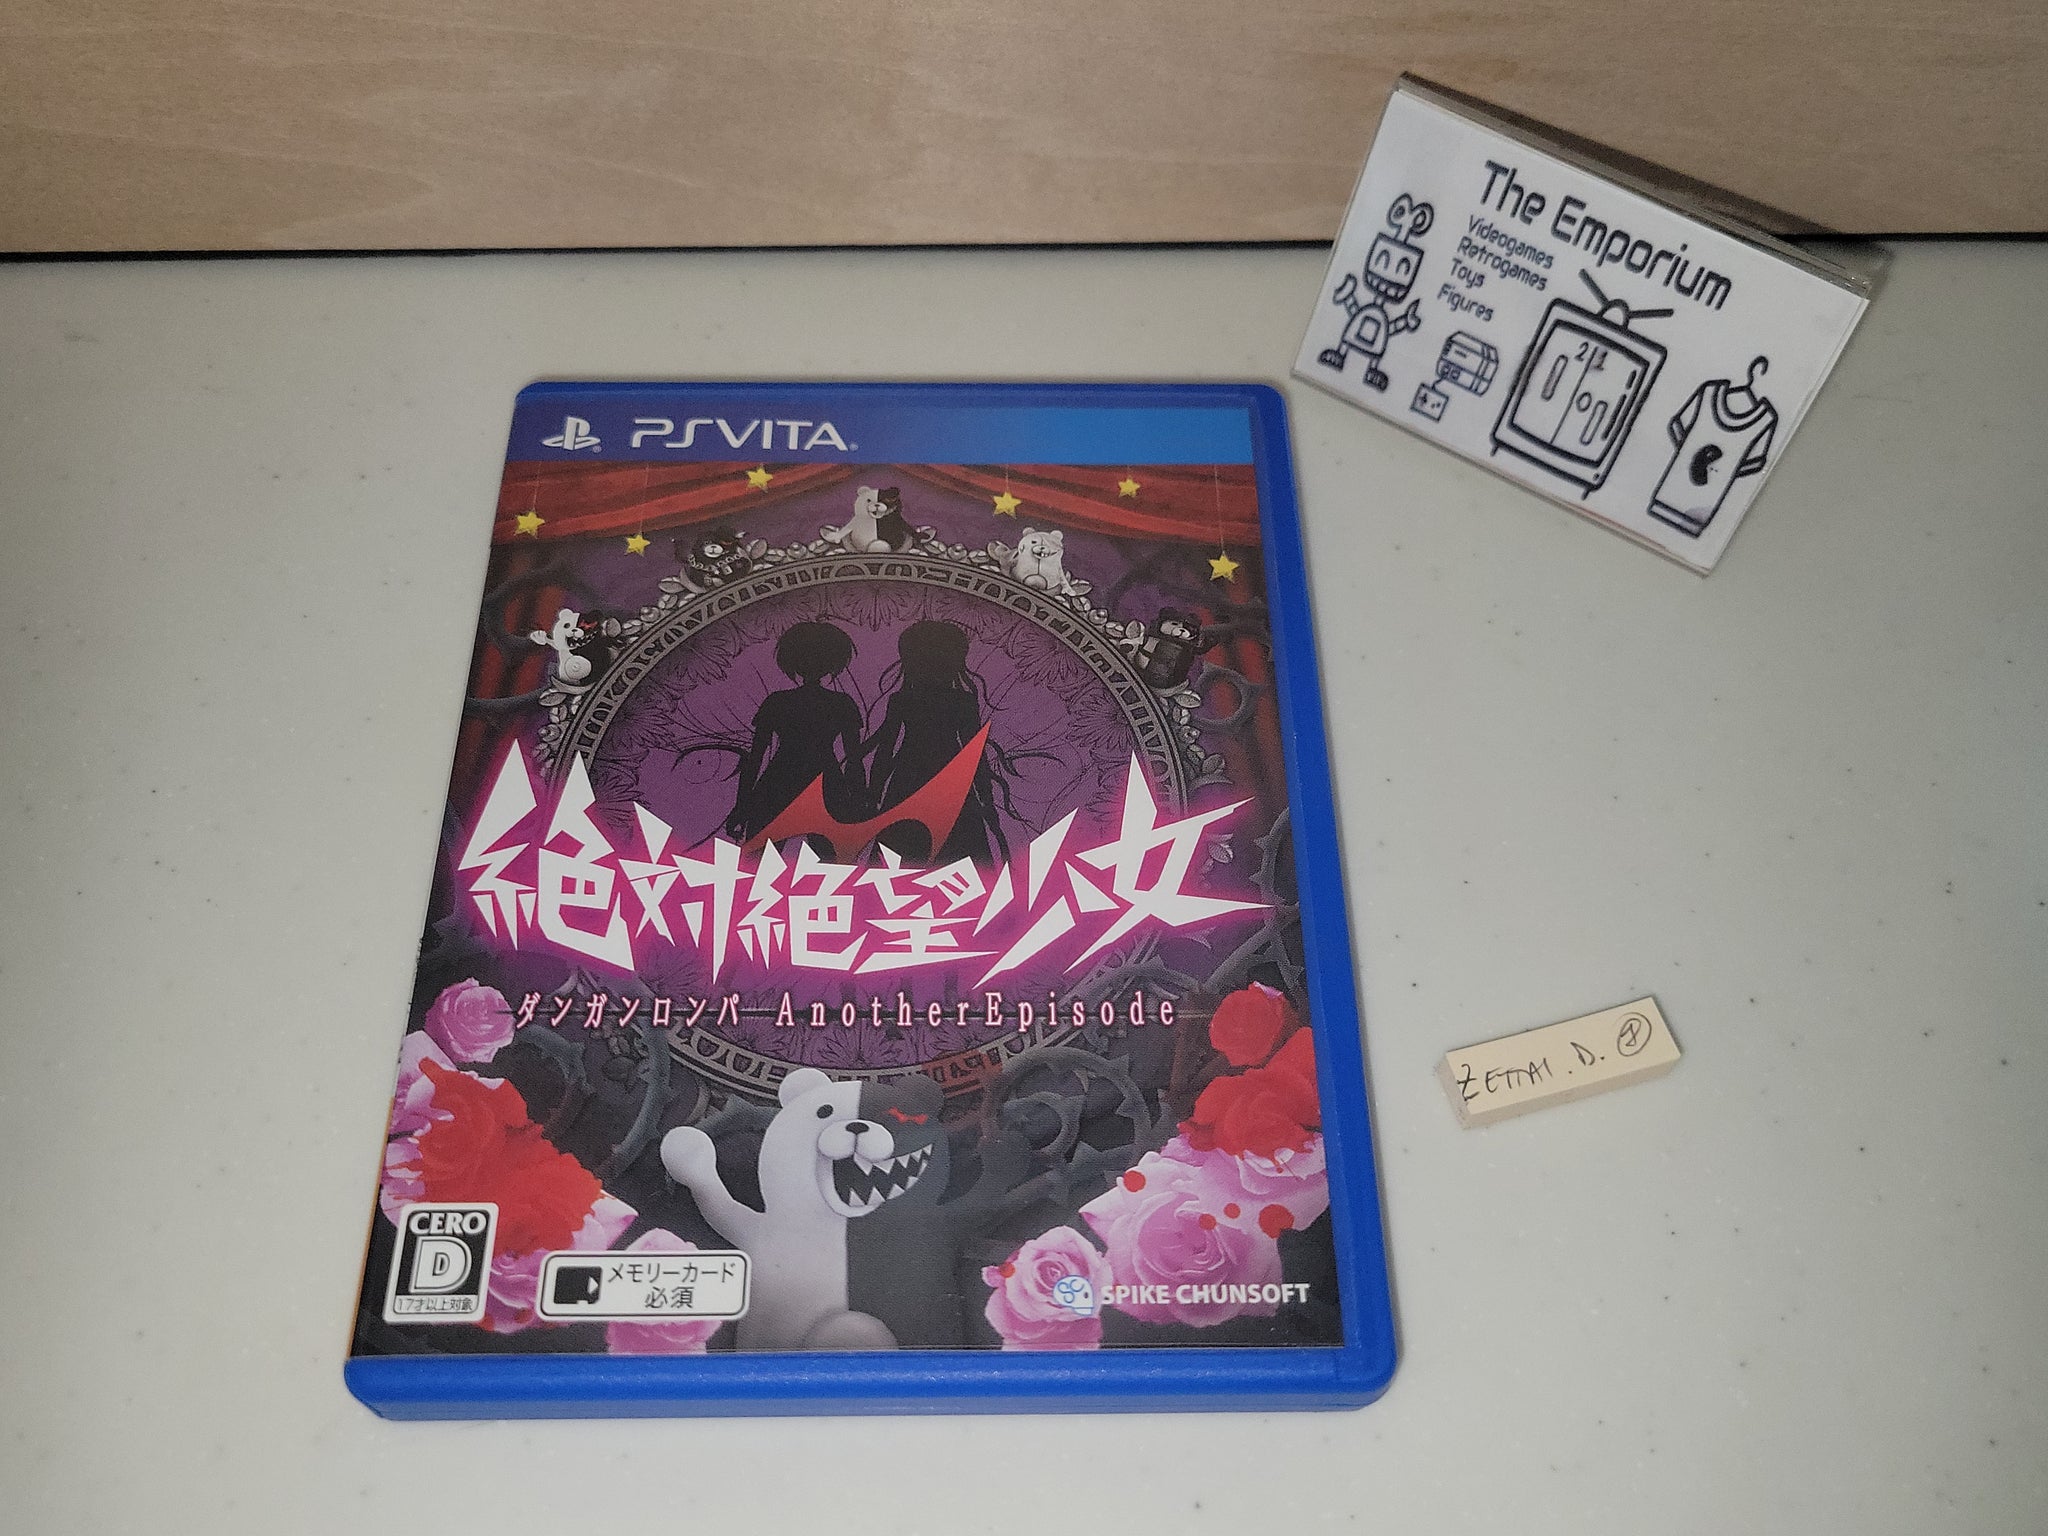 The Emporium
Videogames
Retrogames
Toys
Figures
21
PSVITA
絶対絶望少女
ダンガンロンパ AnotherEpisode
ZETTAI.D.
CERO
D
17才以上対象
メモリーカード
必須
SPIKE CHUNSOFT